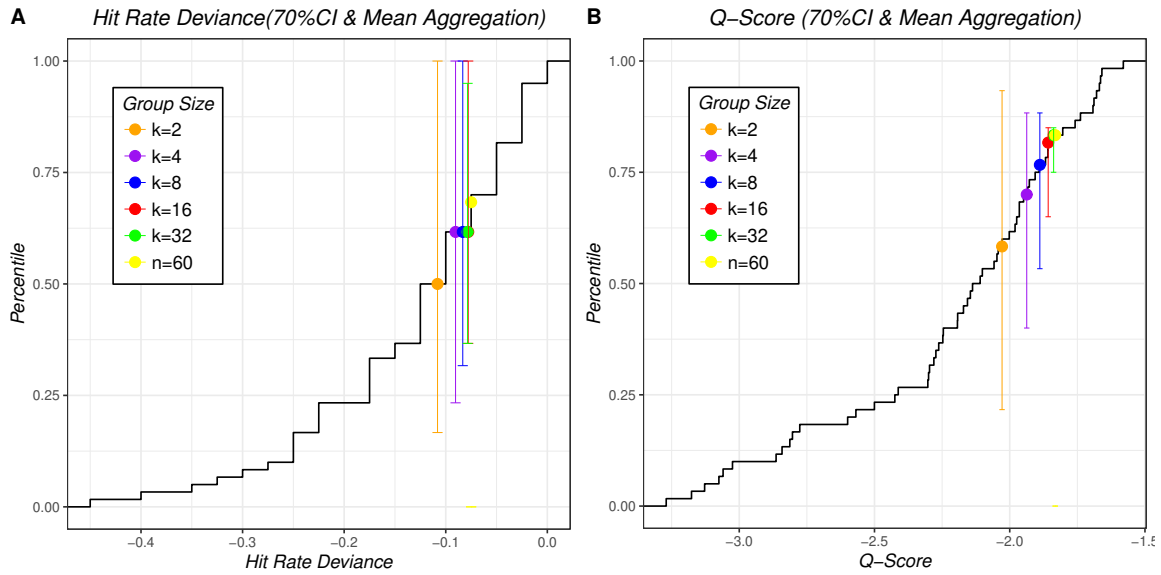 A
Hit Rate Deviance(70%CI & Mean Aggregation)
1.00
0.75
0.50
0.25
0.00
Percentile
Group Size
k=2
k=4
k=8
k=16
k=32
n=60
−0.4
−0.3
−0.2
−0.1
0.0
Hit Rate Deviance
B
Q−Score (70%CI & Mean Aggregation)
1.00
0.75
0.50
0.25
0.00
Percentile
Group Size
k=2
k=4
k=8
k=16
k=32
n=60
−3.0
−2.5
−2.0
−1.5
Q−Score